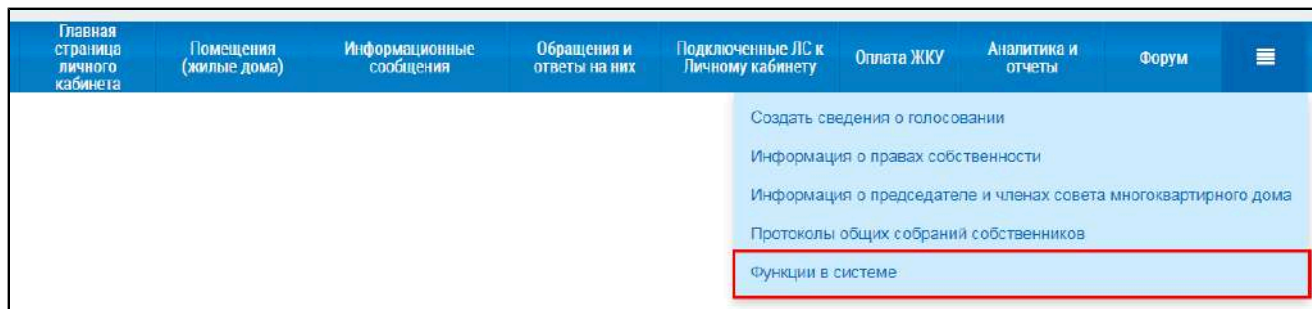 Главная
страница
личного
кабинета
Помещения
(жилые дома)
Информационные
сообщения
Обращения и
ответы на них
Подключенные ЛС к
Личному кабинету
Оплата ЖКУ
Аналитика и
отчеты
Форум
Создать сведения о голосовании
Информация о правах собственности
Информация о председателе и членах совета многоквартирного дома
Протоколы общих собраний собственников
Функции в системе